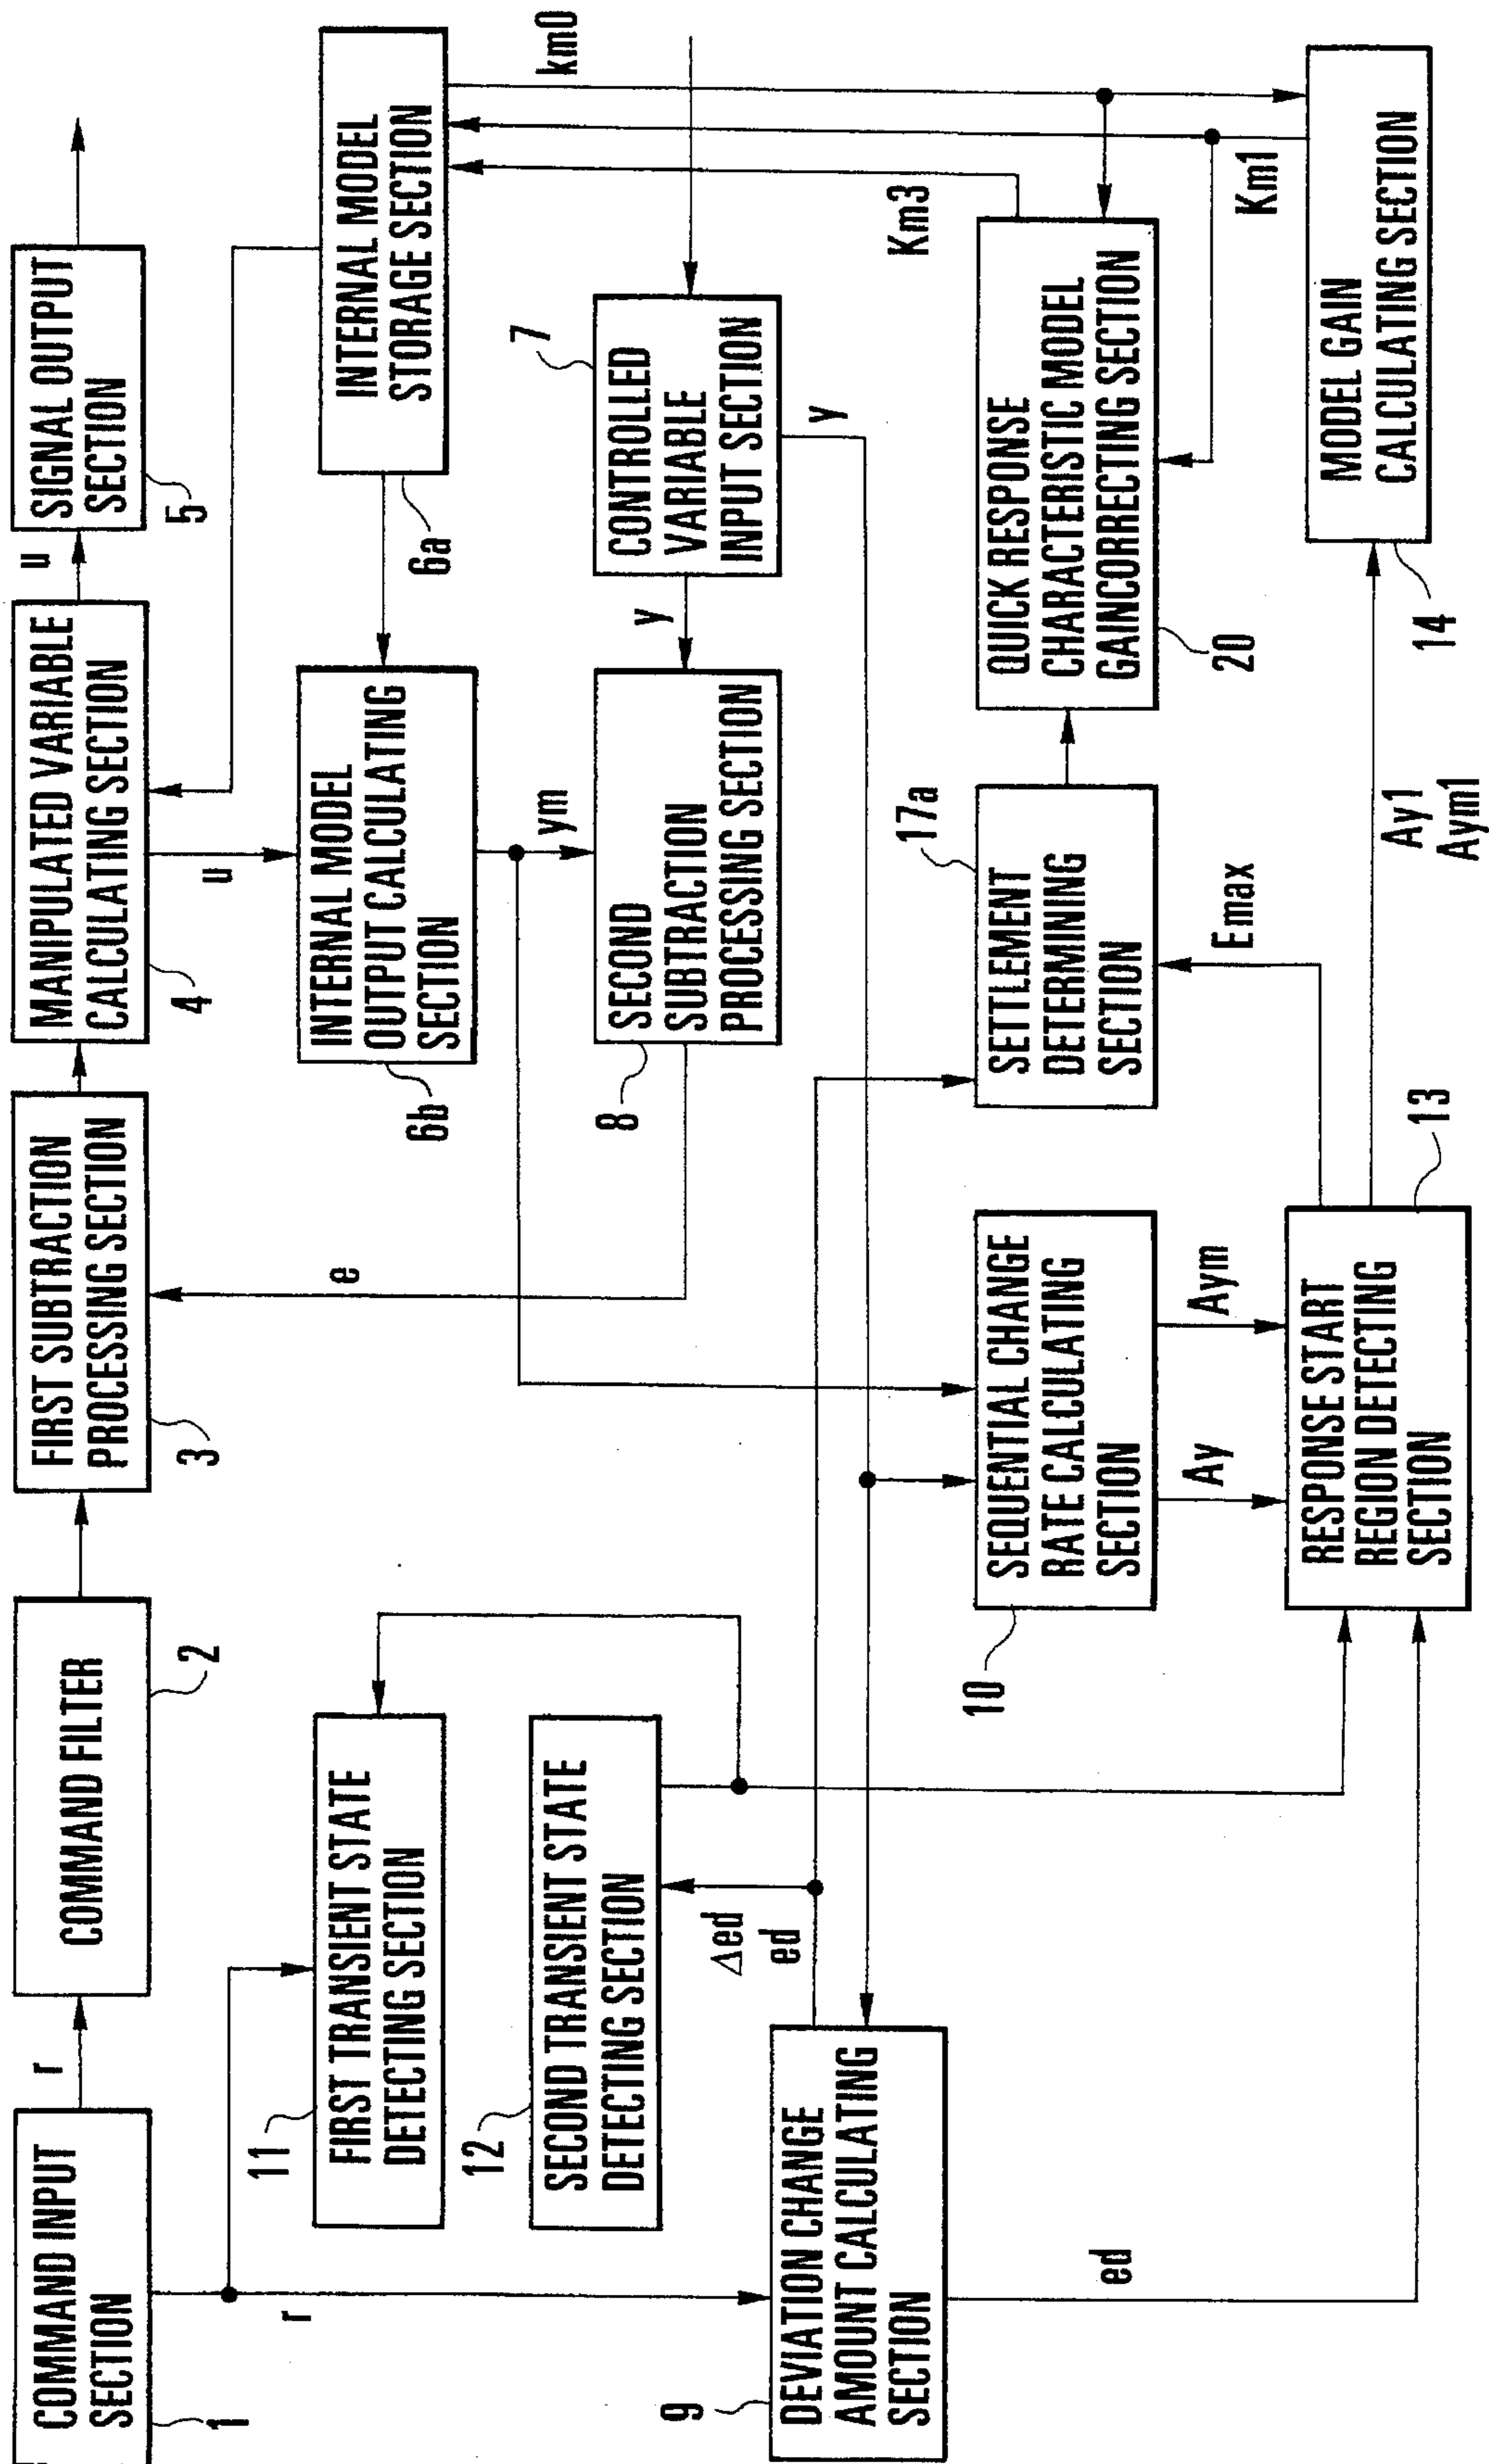 COMMAND INPUT
SECTION
1
r
COMMAND FILTER
2
FIRST SUBTRACTION
PROCESSING SECTION
3
MANIPULATED VARIABLE
CALCULATING SECTION
4
u
SIGNAL OUTPUT
SECTION
5
r
11
FIRST TRANSIENT STATE
DETECTING SECTION
12
SECOND TRANSIENT STATE
DETECTING SECTION
Δed
ed
e
u
INTERNAL MODEL
OUTPUT CALCULATING
SECTION
6b
INTERNAL MODEL
STORAGE SECTION
6a
km0
ym
SECOND
SUBTRACTION
PROCESSING SECTION
8
y
7
CONTROLLED
VARIABLE
INPUT SECTION
y
9
DEVIATION CHANGE
AMOUNT CALCULATING
SECTION
ed
10
SEQUENTIAL CHANGE
RATE CALCULATING
SECTION
Ay
Aym
17a
SETTLEMENT
DETERMINING
SECTION
Emax
20
QUICK RESPONSE
CHARACTERISTIC MODEL
GAINCORRECTING SECTION
Km3
Km1
RESPONSE START
REGION DETECTING
SECTION
13
Ay1
Aym1
14
MODEL GAIN
CALCULATING SECTION